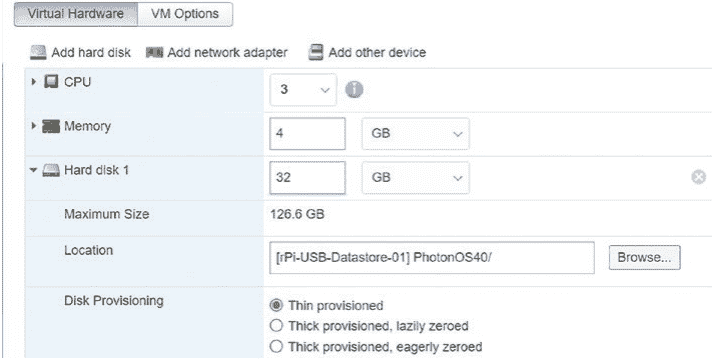 Virtual Hardware VM Options
Add hard disk Add network adapter Add other device
CPU 3
Memory 4 GB
Hard disk 1 32 GB
Maximum Size 126.6 GB
Location [rPi-USB-Datastore-01] PhotonOS40/ Browse...
Disk Provisioning Thin provisioned
Thick provisioned, lazily zeroed
Thick provisioned, eagerly zeroed